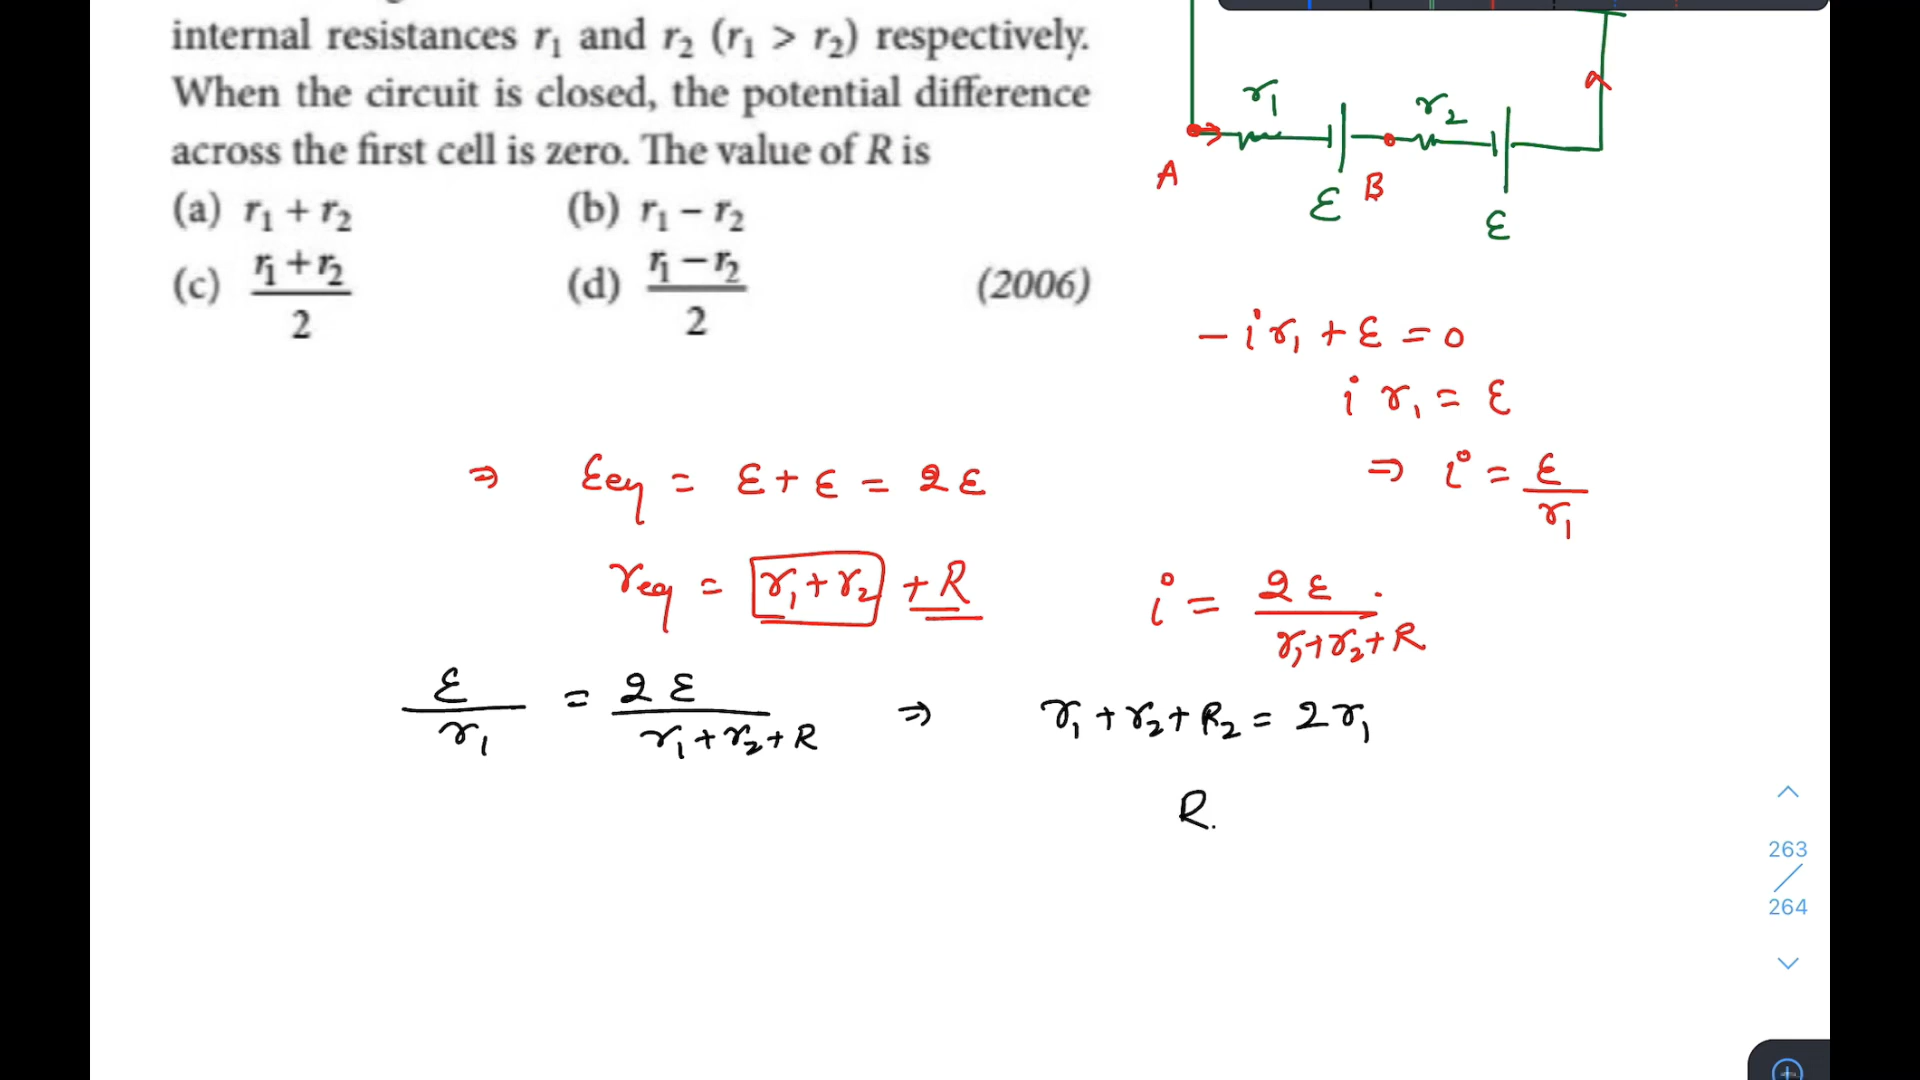 internal resistances r₁ and r₂ (r₁ > r₂) respectively.
When the circuit is closed, the potential difference
across the first cell is zero. The value of R is
(a) r₁ + r₂ (b) r₁ − r₂
(c) (r₁ + r₂)/2 (d) (r₁ − r₂)/2 (2006)
r₁ r₂
A B
ε ε
− i r₁ + ε = 0
i r₁ = ε
⇒ i = ε/r₁
⇒ εeq = ε + ε = 2ε
req = r₁ + r₂ + R
i = 2ε/(r₁ + r₂ + R)
ε/r₁ = 2ε/(r₁ + r₂ + R) ⇒ r₁ + r₂ + R₂ = 2r₁
R.
263
/
264